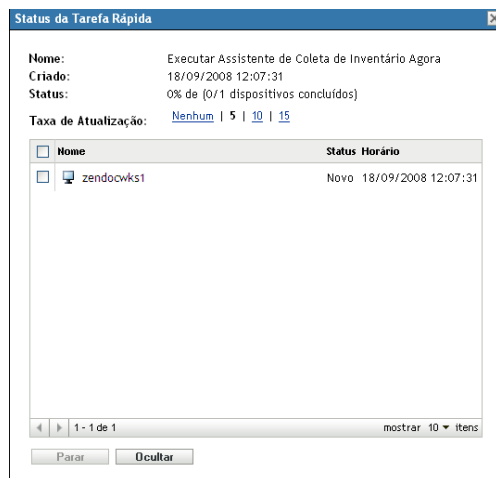 Status da Tarefa Rápida
Nome: Executar Assistente de Coleta de Inventário Agora
Criado: 18/09/2008 12:07:31
Status: 0% de (0/1 dispositivos concluídos)
Taxa de Atualização: Nenhum | 5 | 10 | 15
Nome Status Horário
zendocwks1 Novo 18/09/2008 12:07:31
1 - 1 de 1 mostrar 10 itens
Parar Ocultar